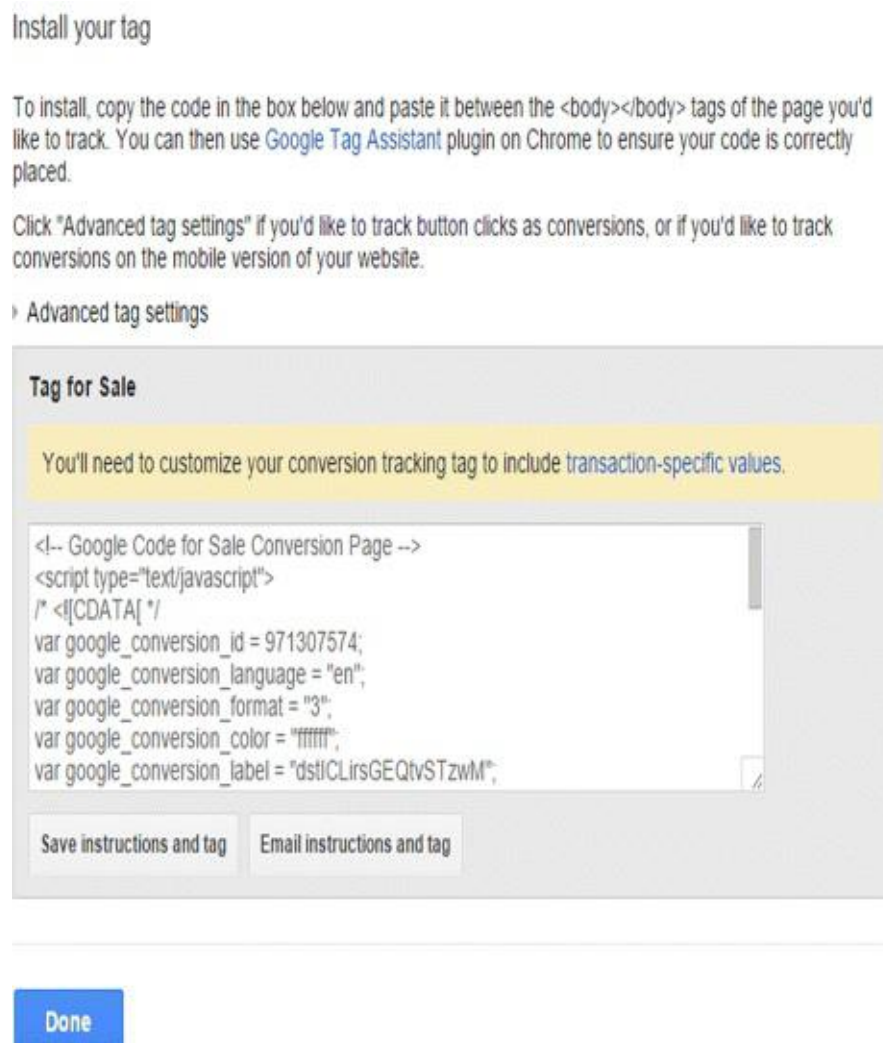 Install your tag
To install, copy the code in the box below and paste it between the <body></body> tags of the page you'd
like to track. You can then use Google Tag Assistant plugin on Chrome to ensure your code is correctly
placed.
Click "Advanced tag settings" if you'd like to track button clicks as conversions, or if you'd like to track
conversions on the mobile version of your website.
Advanced tag settings
Tag for Sale
You'll need to customize your conversion tracking tag to include transaction-specific values.
<!-- Google Code for Sale Conversion Page -->
<script type="text/javascript">
/* <![CDATA[ */
var google_conversion_id = 971307574;
var google_conversion_language = "en";
var google_conversion_format = "3";
var google_conversion_color = "ffffff";
var google_conversion_label =
Save instructions and tag Email instructions and tag
Done